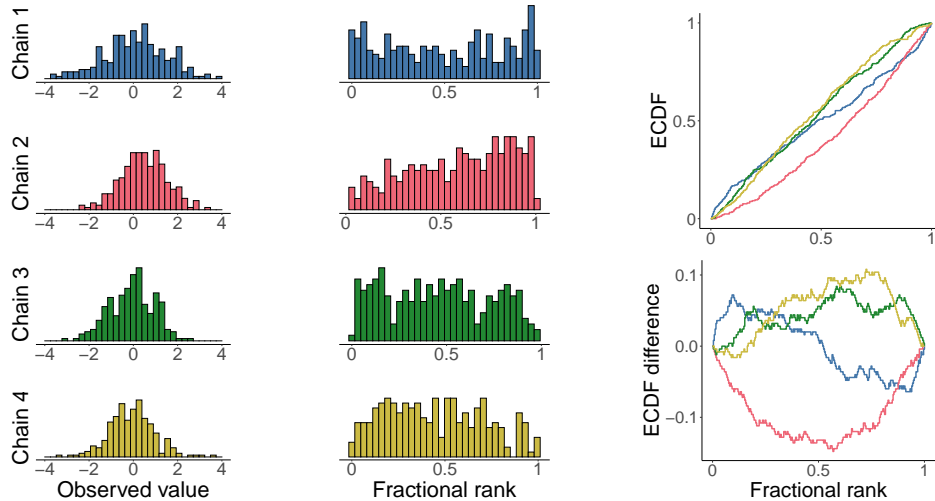 Chain 1
−4 −2 0 2 4
0 0.5 1
Chain 2
−4 −2 0 2 4
0 0.5 1
Chain 3
−4 −2 0 2 4
0 0.5 1
Chain 4
−4 −2 0 2 4
Observed value
0 0.5 1
Fractional rank
ECDF
1
0.5
0
0 0.5 1
ECDF difference
0.1
0.0
−0.1
0 0.5 1
Fractional rank